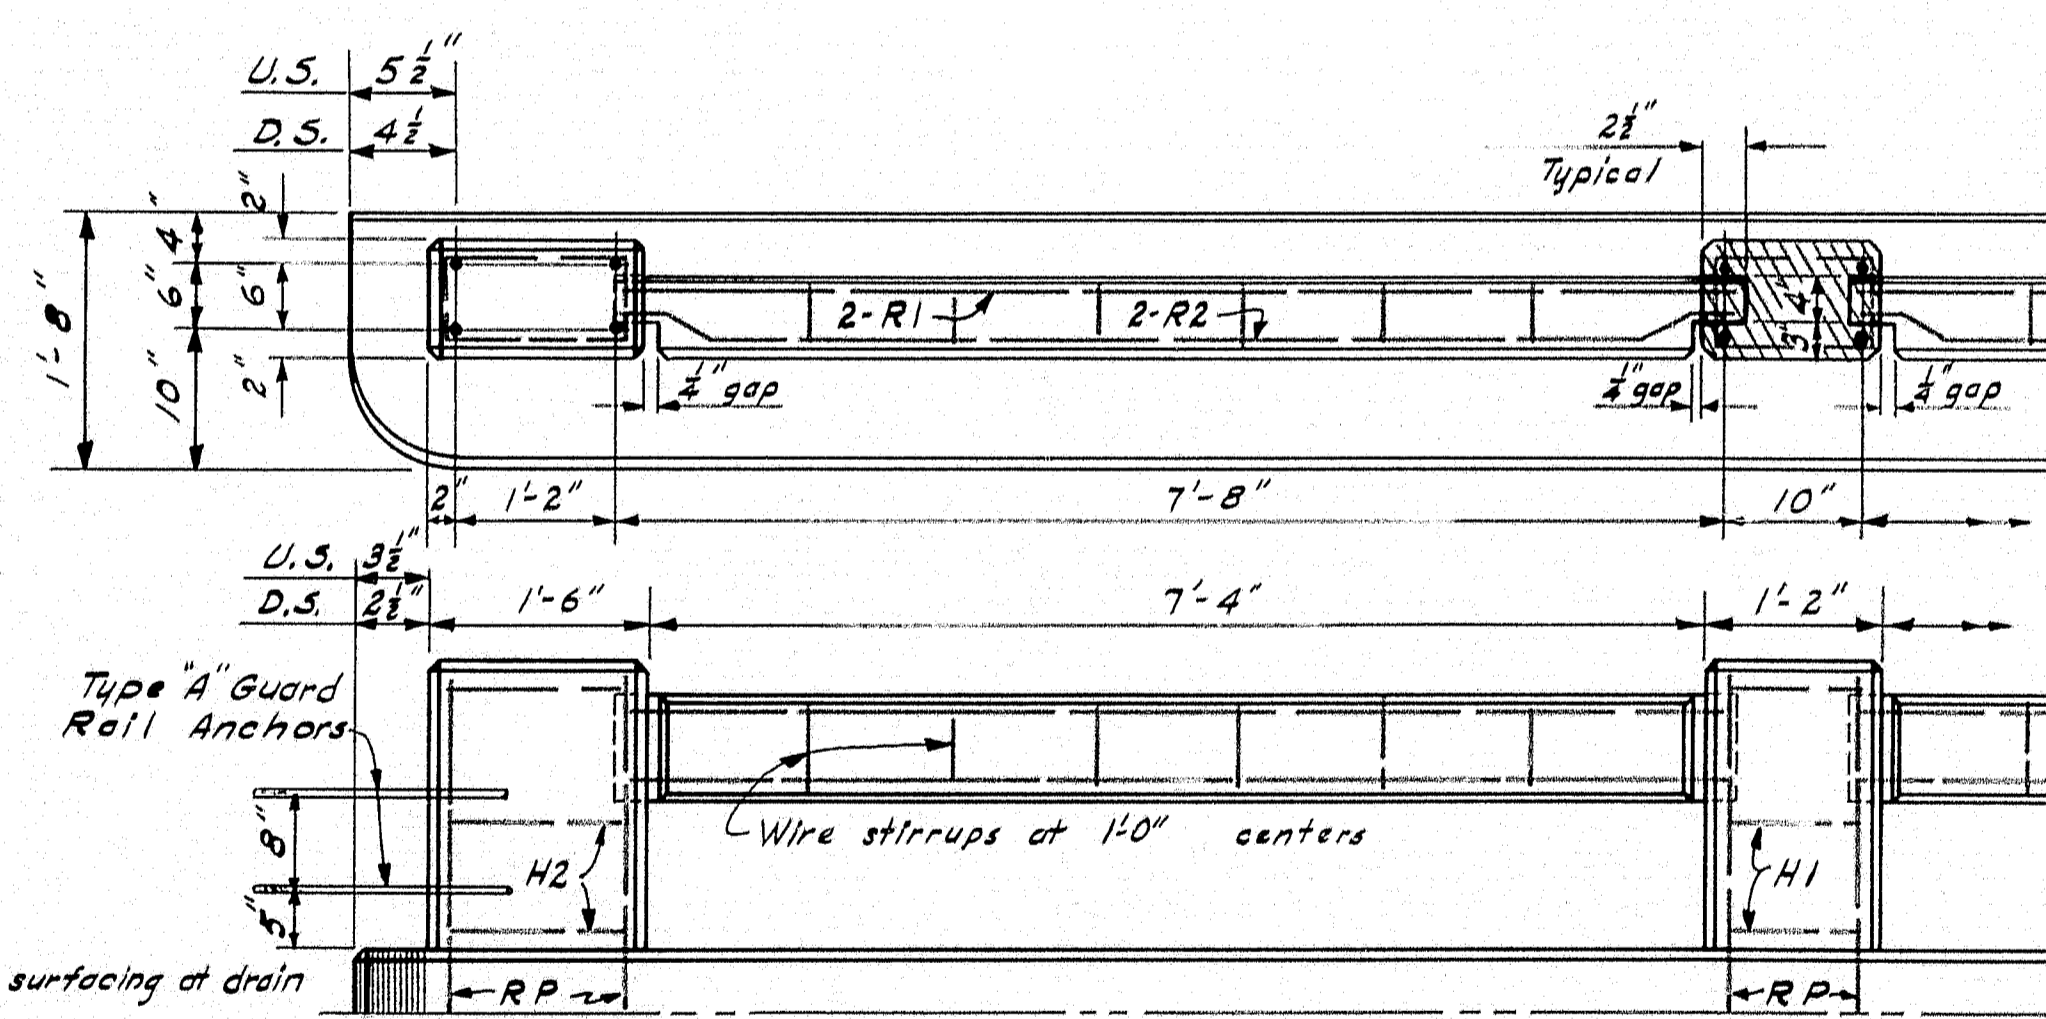 U.S. 5 1/2"
D.S. 4 1/2
2 1/2"
Typical
2"
4"
6"
6"
1'-8"
10"
2"
2-R1
2-R2
4"
3"
1/4" gap
1/4" gap
1/4" gap
2"
1'-2"
7'-8"
10"
U.S. 3 1/2"
D.S. 2 1/2"
1'-6"
7'-4"
1'-2"
Type "A" Guard
Rail Anchors
Wire stirrups at 1'-0" centers
8"
H2
H1
5"
surfacing at drain
RP
RP